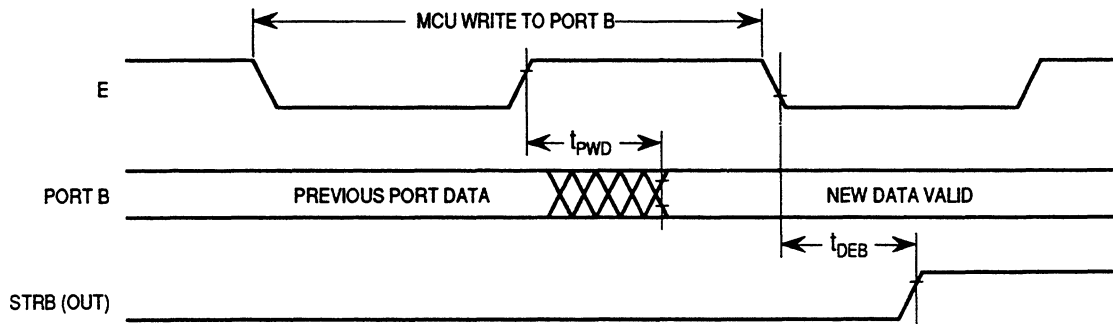 MCU WRITE TO PORT B
E
tPWD
PORT B
PREVIOUS PORT DATA
NEW DATA VALID
tDEB
STRB (OUT)